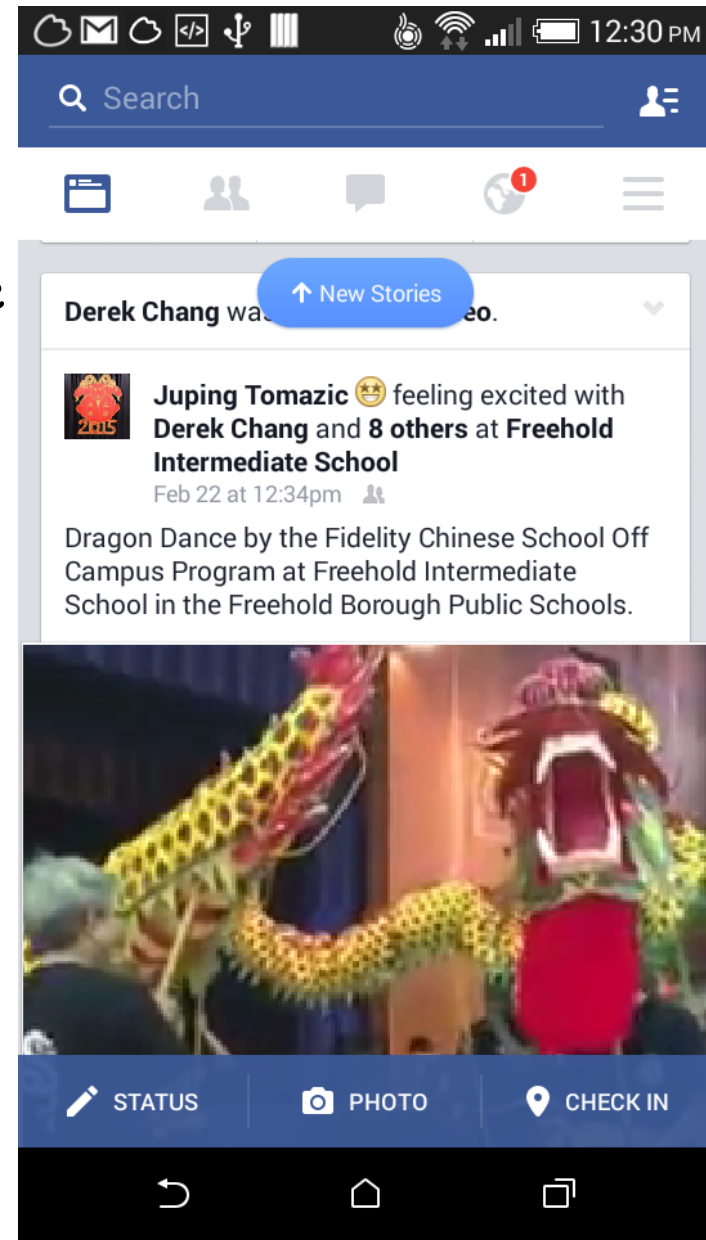 12:30 PM
Search
1
New Stories
Derek Chang was eo.
Juping Tomazic feeling excited with
Derek Chang and 8 others at Freehold
Intermediate School
Feb 22 at 12:34pm
Dragon Dance by the Fidelity Chinese School Off
Campus Program at Freehold Intermediate
School in the Freehold Borough Public Schools.
2015
STATUS PHOTO CHECK IN